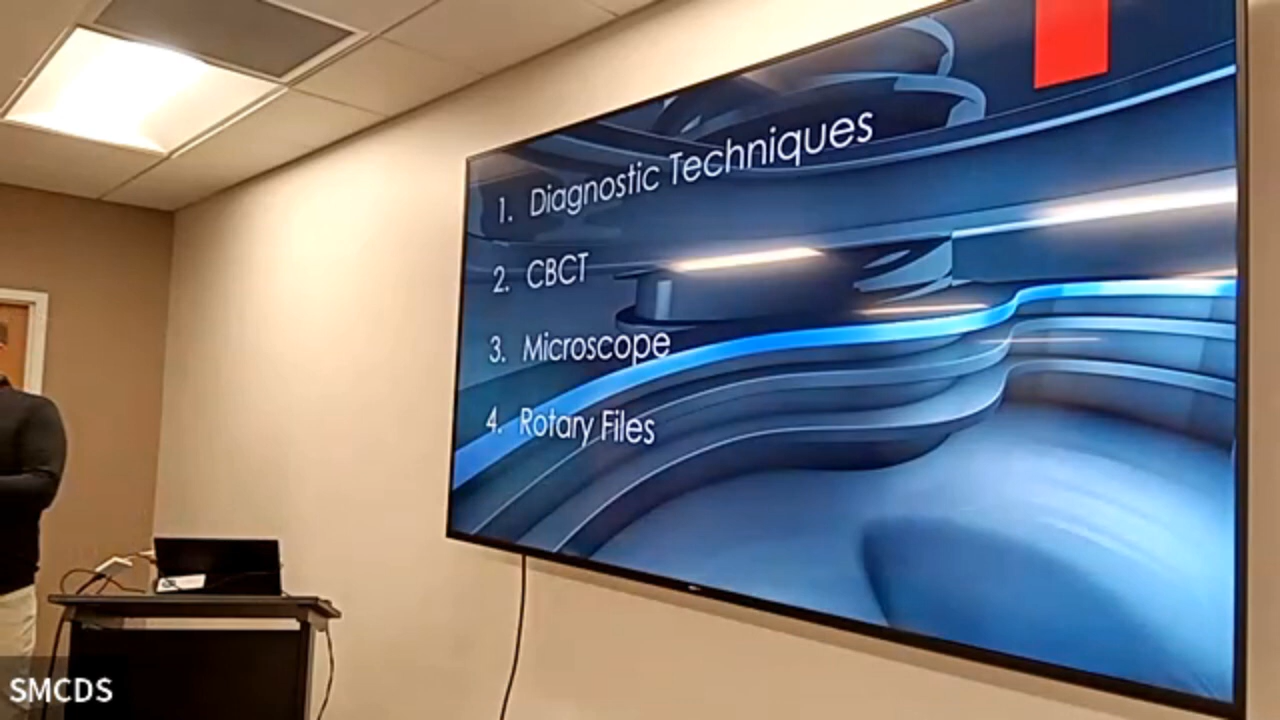 1. Diagnostic Techniques
2. CBCT
3. Microscope
4. Rotary Files
SMCDS